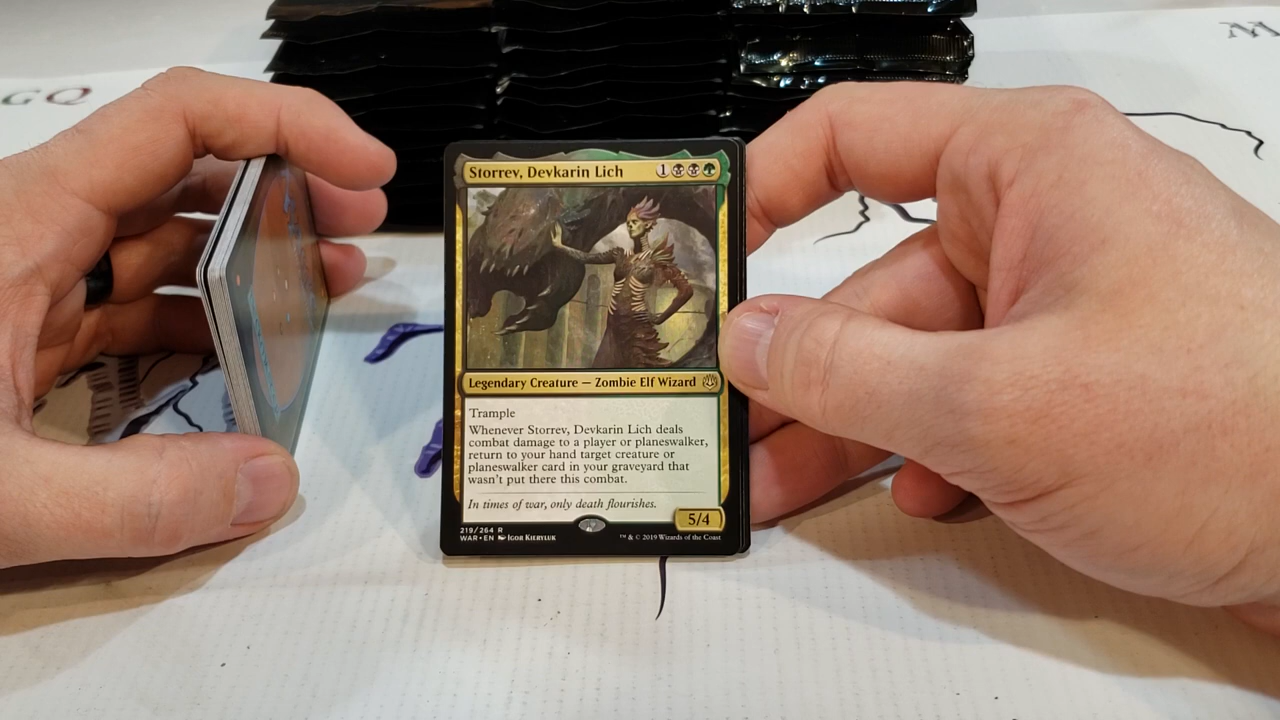 GQ
Storrev, Devkarin Lich 1
Legendary Creature — Zombie Elf Wizard
Trample
Whenever Storrev, Devkarin Lich deals
combat damage to a player or planeswalker,
return to your hand target creature or
planeswalker card in your graveyard that
wasn't put there this combat.
In times of war, only death flourishes.
5/4
219/264 R
WAR • EN Igor Kieryluk
™ & © 2019 Wizards of the Coast